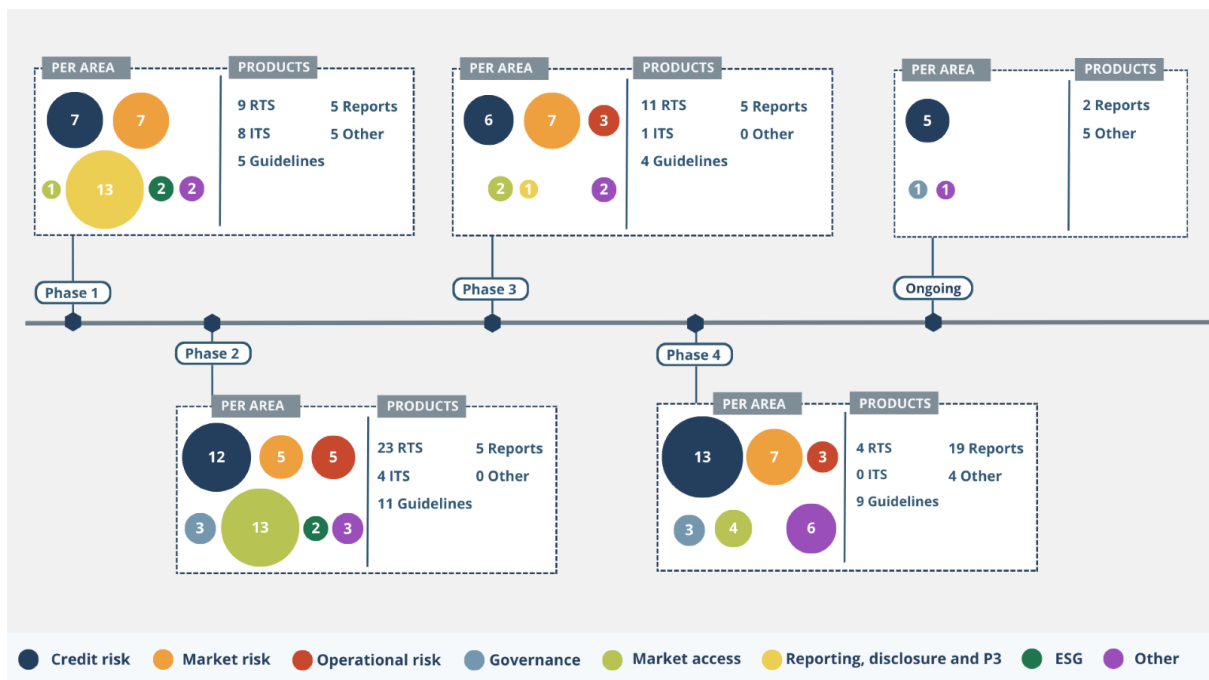 PER AREA
PRODUCTS
7
7
1
13
2
2
9 RTS
5 Reports
8 ITS
5 Other
5 Guidelines
PER AREA
PRODUCTS
6
7
3
2
1
2
11 RTS
5 Reports
1 ITS
0 Other
4 Guidelines
PER AREA
PRODUCTS
5
1
1
2 Reports
5 Other
Phase 1
Phase 3
Ongoing
Phase 2
Phase 4
PER AREA
PRODUCTS
12
5
5
3
13
2
3
23 RTS
5 Reports
4 ITS
0 Other
11 Guidelines
PER AREA
PRODUCTS
13
7
3
3
4
6
4 RTS
19 Reports
0 ITS
4 Other
9 Guidelines
Credit risk
Market risk
Operational risk
Governance
Market access
Reporting, disclosure and P3
ESG
Other